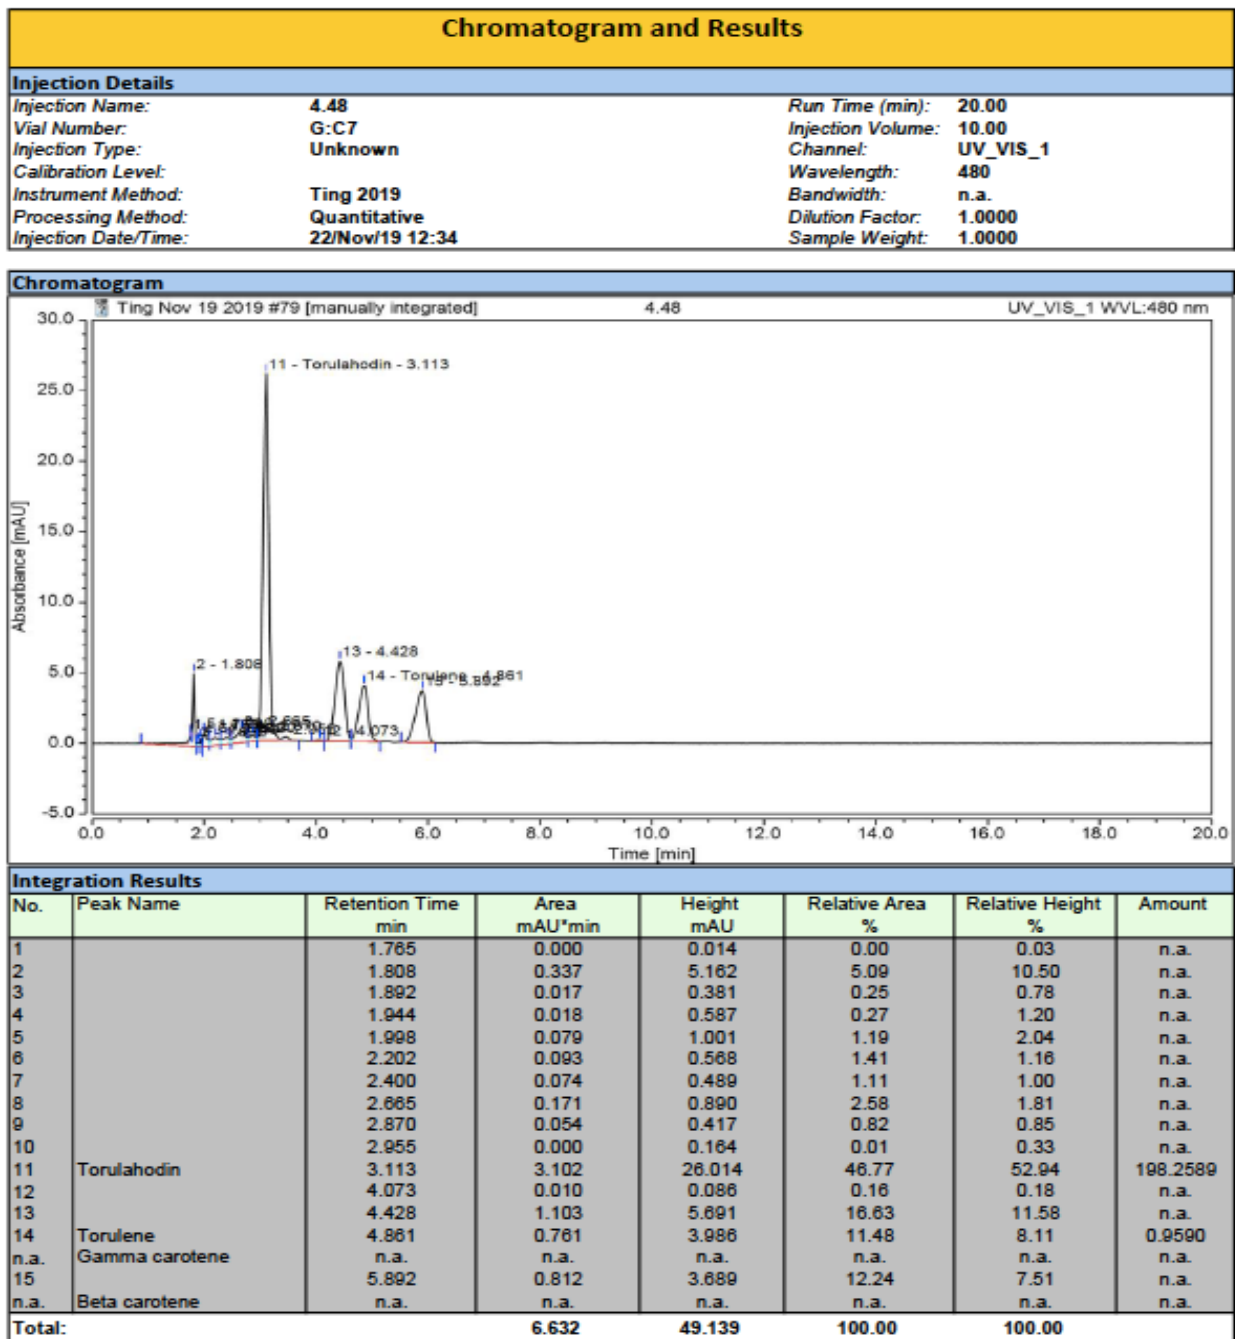 Chromatogram and Results
Injection Details
Injection Name: 4.48 Run Time (min): 20.00
Vial Number: G:C7 Injection Volume: 10.00
Injection Type: Unknown Channel: UV_VIS_1
Calibration Level: Wavelength: 480
Instrument Method: Ting 2019 Bandwidth: n.a.
Processing Method: Quantitative Dilution Factor: 1.0000
Injection Date/Time: 22/Nov/19 12:34 Sample Weight: 1.0000
Chromatogram
Ting Nov 19 2019 #79 [manually integrated] 4.48 UV_VIS_1 WVL:480 nm
30.0
11 - Torulahodin - 3.113
25.0
20.0
Absorbance [mAU]
15.0
10.0
13 - 4.428
5.0
2 - 1.808
14 - Torulene - 4.861
15 - 5.892
12 - 4.073
0.0
-5.0
0.0 2.0 4.0 6.0 8.0 10.0 12.0 14.0 16.0 18.0 20.0
Time [min]
Integration Results
No. Peak Name Retention Time Area Height Relative Area Relative Height Amount
min mAU*min mAU % %
1 1.765 0.000 0.014 0.00 0.03 n.a.
2 1.808 0.337 5.162 5.09 10.50 n.a.
3 1.892 0.017 0.381 0.25 0.78 n.a.
4 1.944 0.018 0.587 0.27 1.20 n.a.
5 1.998 0.079 1.001 1.19 2.04 n.a.
6 2.202 0.093 0.568 1.41 1.16 n.a.
7 2.400 0.074 0.489 1.11 1.00 n.a.
8 2.665 0.171 0.890 2.58 1.81 n.a.
9 2.870 0.054 0.417 0.82 0.85 n.a.
10 2.955 0.000 0.164 0.01 0.33 n.a.
11 Torulahodin 3.113 3.102 26.014 46.77 52.94 198.2589
12 4.073 0.010 0.086 0.16 0.18 n.a.
13 4.428 1.103 5.691 16.63 11.58 n.a.
14 Torulene 4.861 0.761 3.986 11.48 8.11 0.9590
n.a. Gamma carotene n.a. n.a. n.a. n.a. n.a. n.a.
15 5.892 0.812 3.689 12.24 7.51 n.a.
n.a. Beta carotene n.a. n.a. n.a. n.a. n.a. n.a.
Total: 6.632 49.139 100.00 100.00